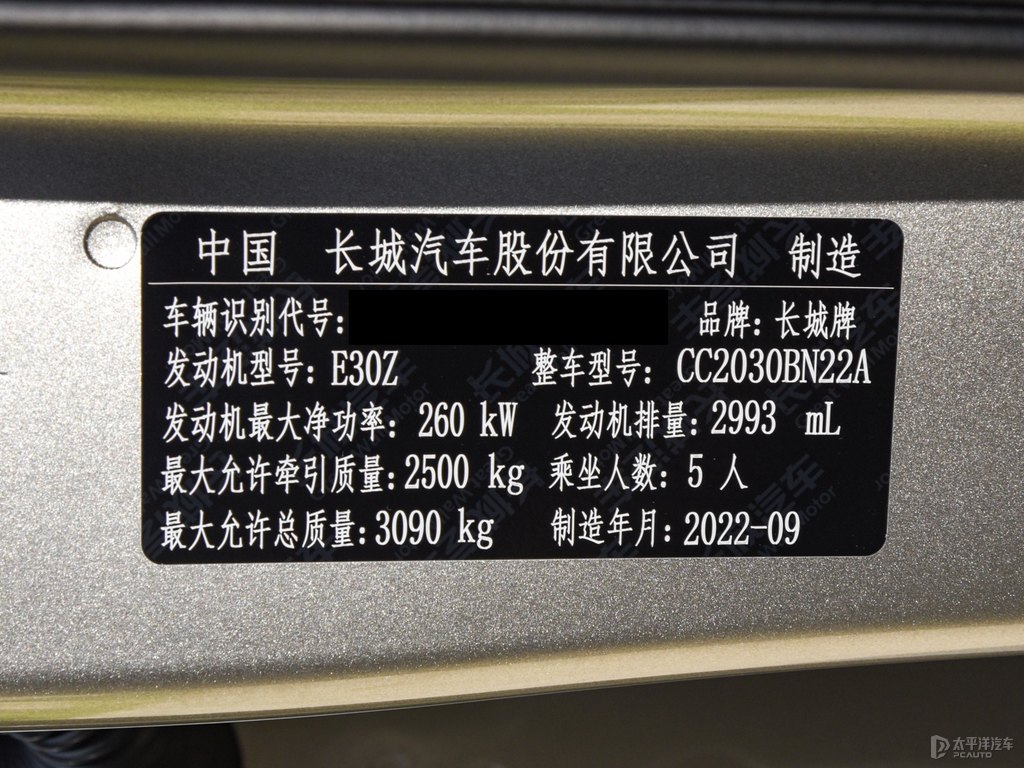 中国 长城汽车股份有限公司 制造
车辆识别代号: 品牌: 长城牌
发动机型号: E30Z 整车型号: CC2030BN22A
发动机最大净功率: 260 kW 发动机排量: 2993 mL
最大允许牵引质量: 2500 kg 乘坐人数: 5 人
最大允许总质量: 3090 kg 制造年月: 2022-09
太平洋汽车
PCAUTO